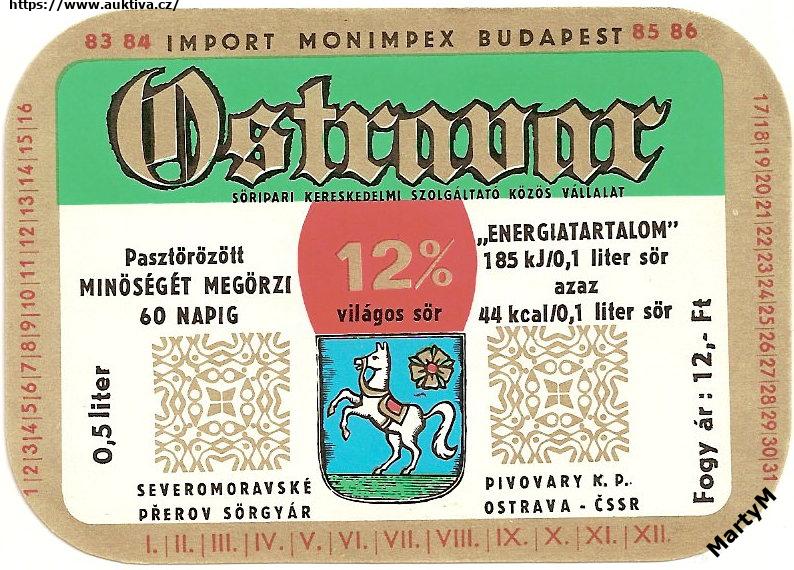 https://www.auktiva.cz/
83 84 IMPORT MONIMPEX BUDAPEST 85 86
Ostravar
SÖRIPARI KERESKEDELMI SZOLGÁLTATÓ KÖZÖS VÁLLALAT
Pasztörözött
MINÖSÉGÉT MEGÖRZI
60 NAPIG
12%
világos sör
„ENERGIATARTALOM”
185 kJ/0,1 liter sör
azaz
44 kcal/0,1 liter sör
0,5 liter
Fogy ár: 12,- Ft
SEVEROMORAVSKÉ
PŘEROV SÖRGYÁR
PIVOVARY K. P.
OSTRAVA - ČSSR
1|2|3|4|5|6|7|8|9|10|11|12|13|14|15|16
17|18|19|20|21|22|23|24|25|26|27|28|29|30|31
I.|II.|III.|IV.|V.|VI.|VII.|VIII.|IX.|X.|XI.|XII.
MartyM